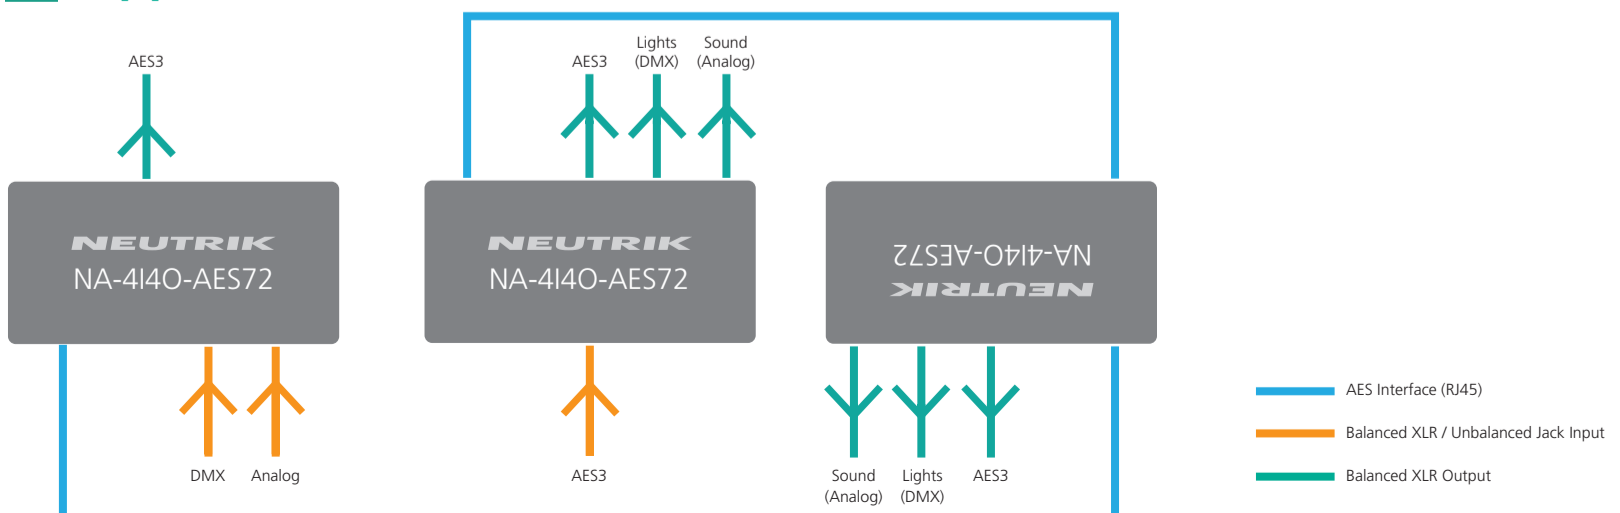 AES3
NEUTRIK
NA-4I4O-AES72
DMX
Analog
AES3
Lights
(DMX)
Sound
(Analog)
NEUTRIK
NA-4I4O-AES72
AES3
NEUTRIK
NA-4I4O-AES72
Sound
(Analog)
Lights
(DMX)
AES3
AES Interface (RJ45)
Balanced XLR / Unbalanced Jack Input
Balanced XLR Output